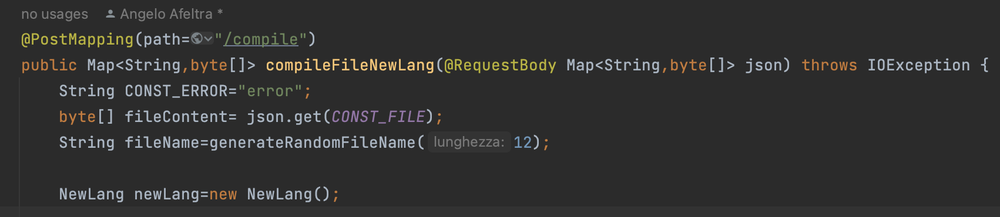 no usages Angelo Afeltra *
@PostMapping(path="/compile")
public Map<String,byte[]> compileFileNewLang(@RequestBody Map<String,byte[]> json) throws IOException {
String CONST_ERROR="error";
byte[] fileContent= json.get(CONST_FILE);
String fileName=generateRandomFileName( lunghezza: 12);
NewLang newLang=new NewLang();